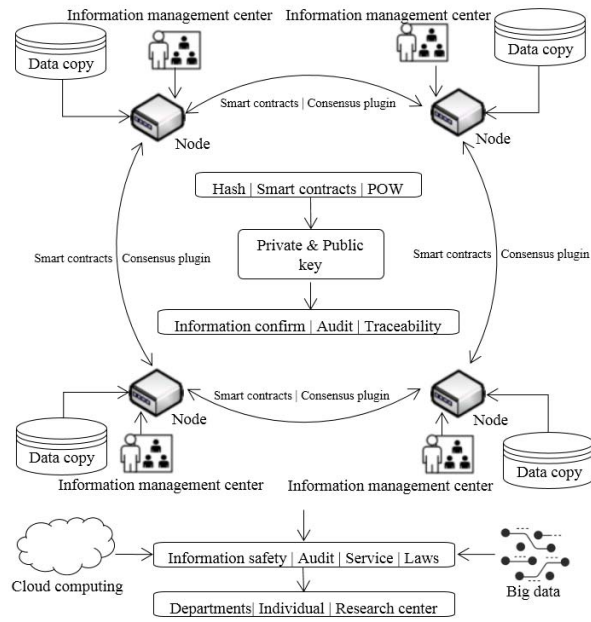 Information management center
Information management center
Data copy
Data copy
Smart contracts | Consensus plugin
Node
Node
Hash | Smart contracts | POW
Private & Public
key
Smart contracts | Consensus plugin
Smart contracts | Consensus plugin
Information confirm | Audit | Traceability
Smart contracts | Consensus plugin
Node
Node
Data copy
Data copy
Information management center
Information management center
Information safety | Audit | Service | Laws
Cloud computing
Big data
Departments| Individual | Research center